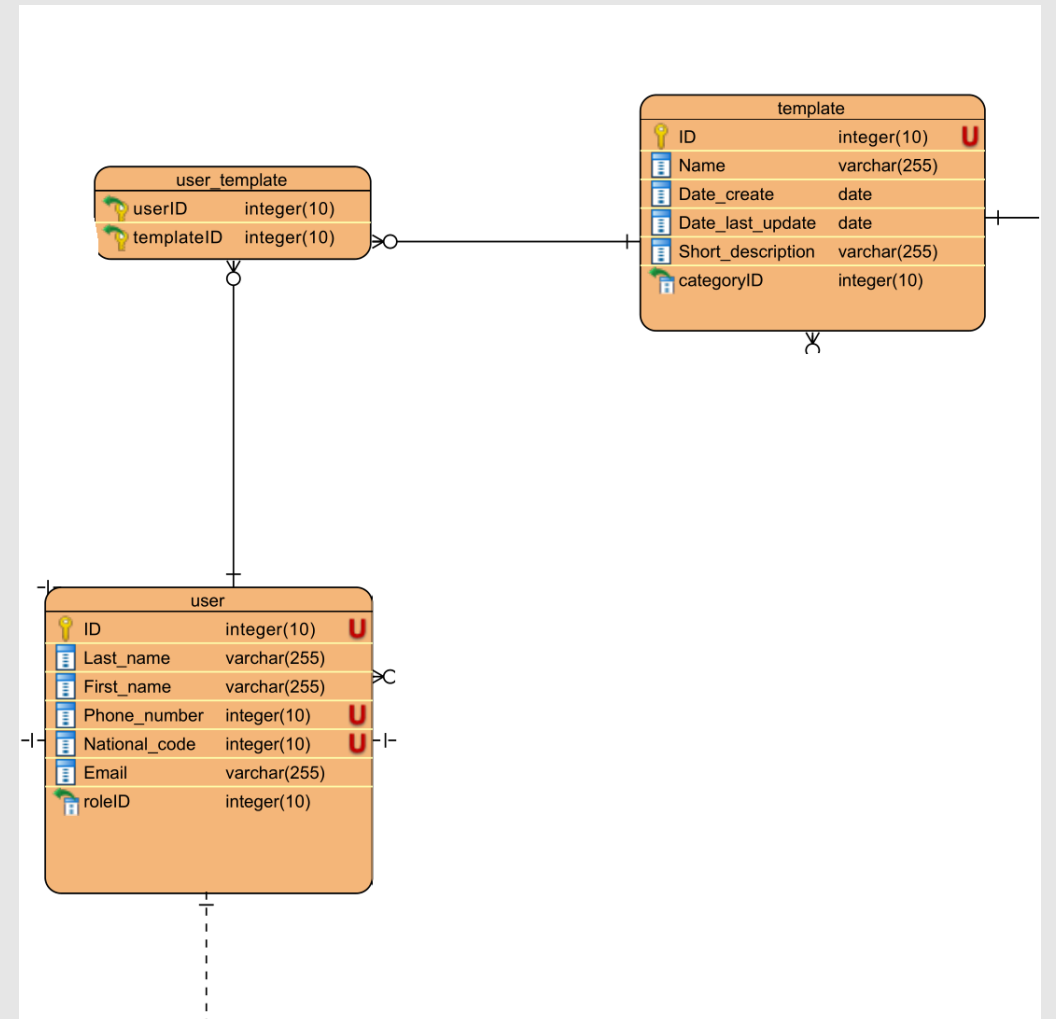 template
ID integer(10) U
Name varchar(255)
Date_create date
Date_last_update date
Short_description varchar(255)
categoryID integer(10)
user_template
userID integer(10)
templateID integer(10)
user
ID integer(10) U
Last_name varchar(255)
First_name varchar(255)
Phone_number integer(10) U
National_code integer(10) U
Email varchar(255)
roleID integer(10)